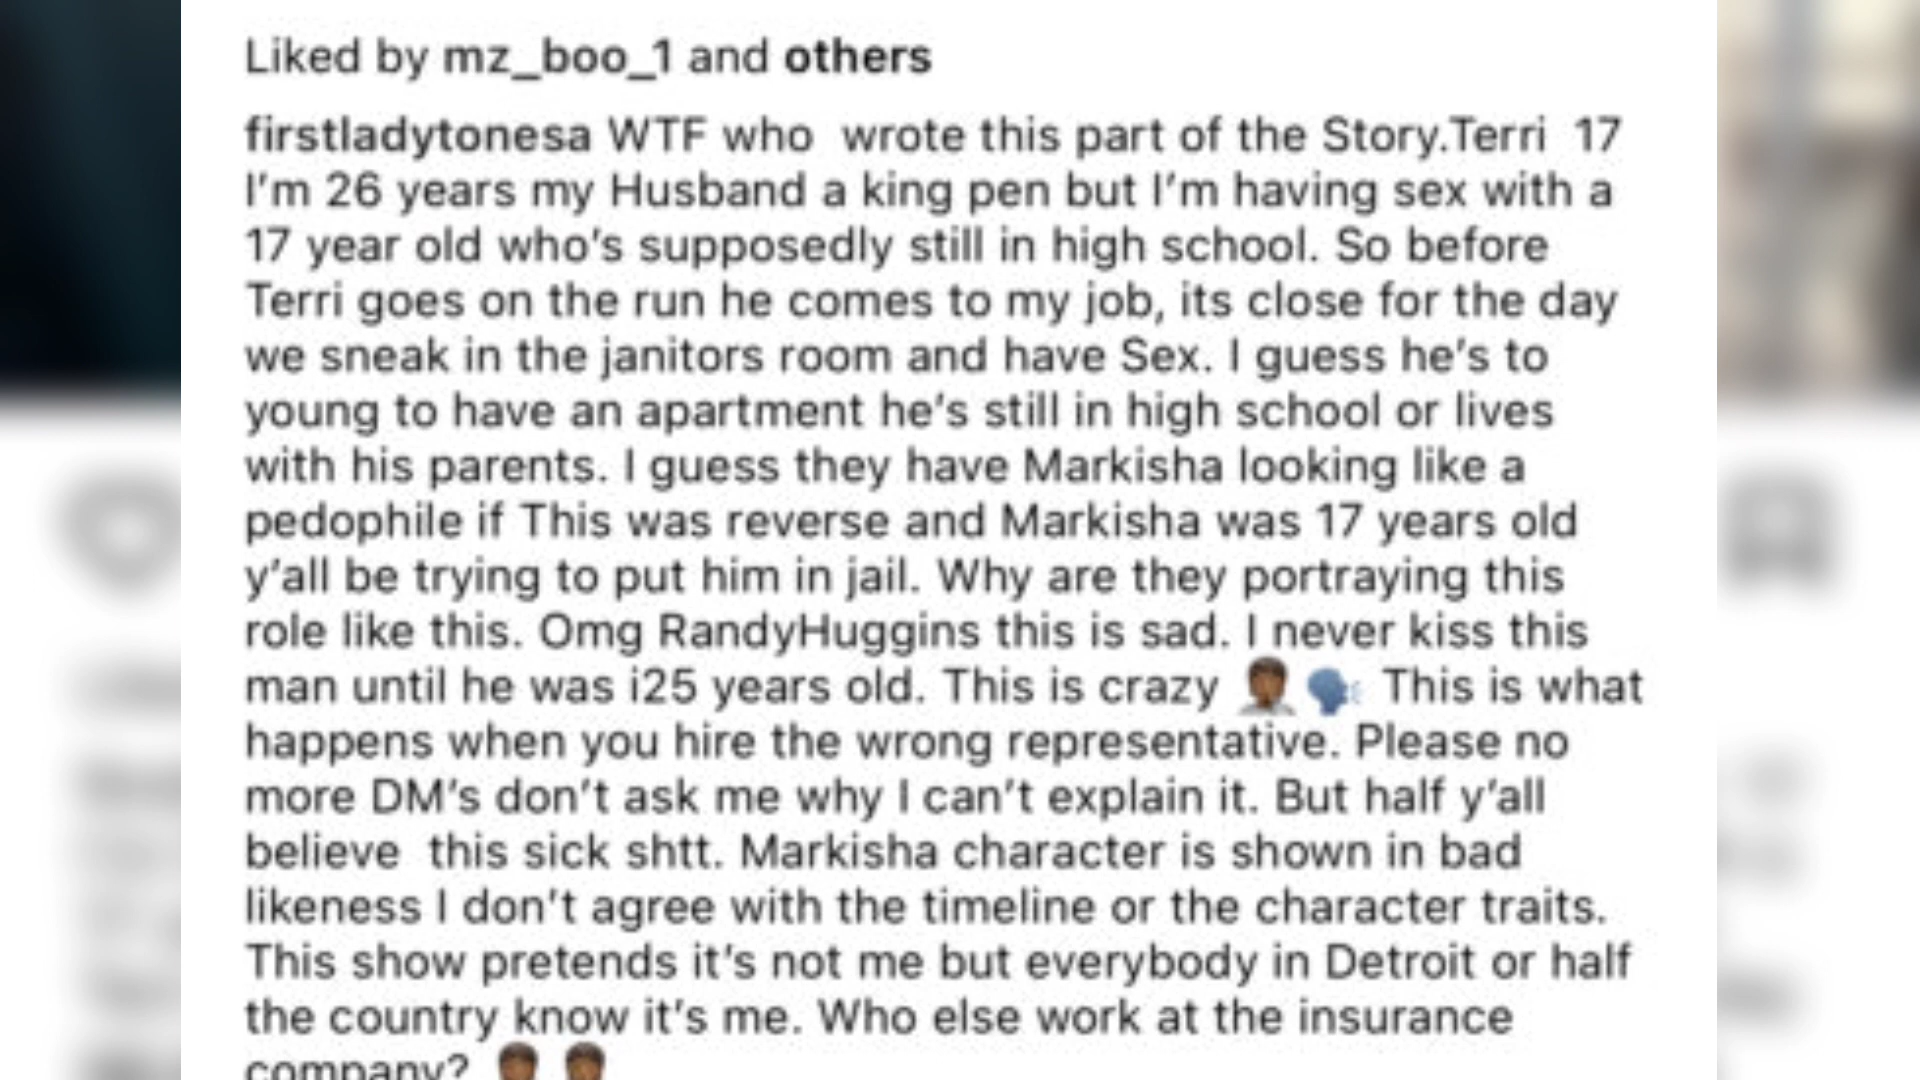 Liked by mz_boo_1 and others
firstladytonesa WTF who  wrote this part of the Story.Terri  17
I'm 26 years my Husband a king pen but I'm having sex with a
17 year old who's supposedly still in high school. So before
Terri goes on the run he comes to my job, its close for the day
we sneak in the janitors room and have Sex. I guess he's to
young to have an apartment he's still in high school or lives
with his parents. I guess they have Markisha looking like a
pedophile if This was reverse and Markisha was 17 years old
y'all be trying to put him in jail. Why are they portraying this
role like this. Omg RandyHuggins this is sad. I never kiss this
man until he was i25 years old. This is crazy 🤦🏾🗣 This is what
happens when you hire the wrong representative. Please no
more DM's don't ask me why I can't explain it. But half y'all
believe  this sick shtt. Markisha character is shown in bad
likeness I don't agree with the timeline or the character traits.
This show pretends it's not me but everybody in Detroit or half
the country know it's me. Who else work at the insurance
company?